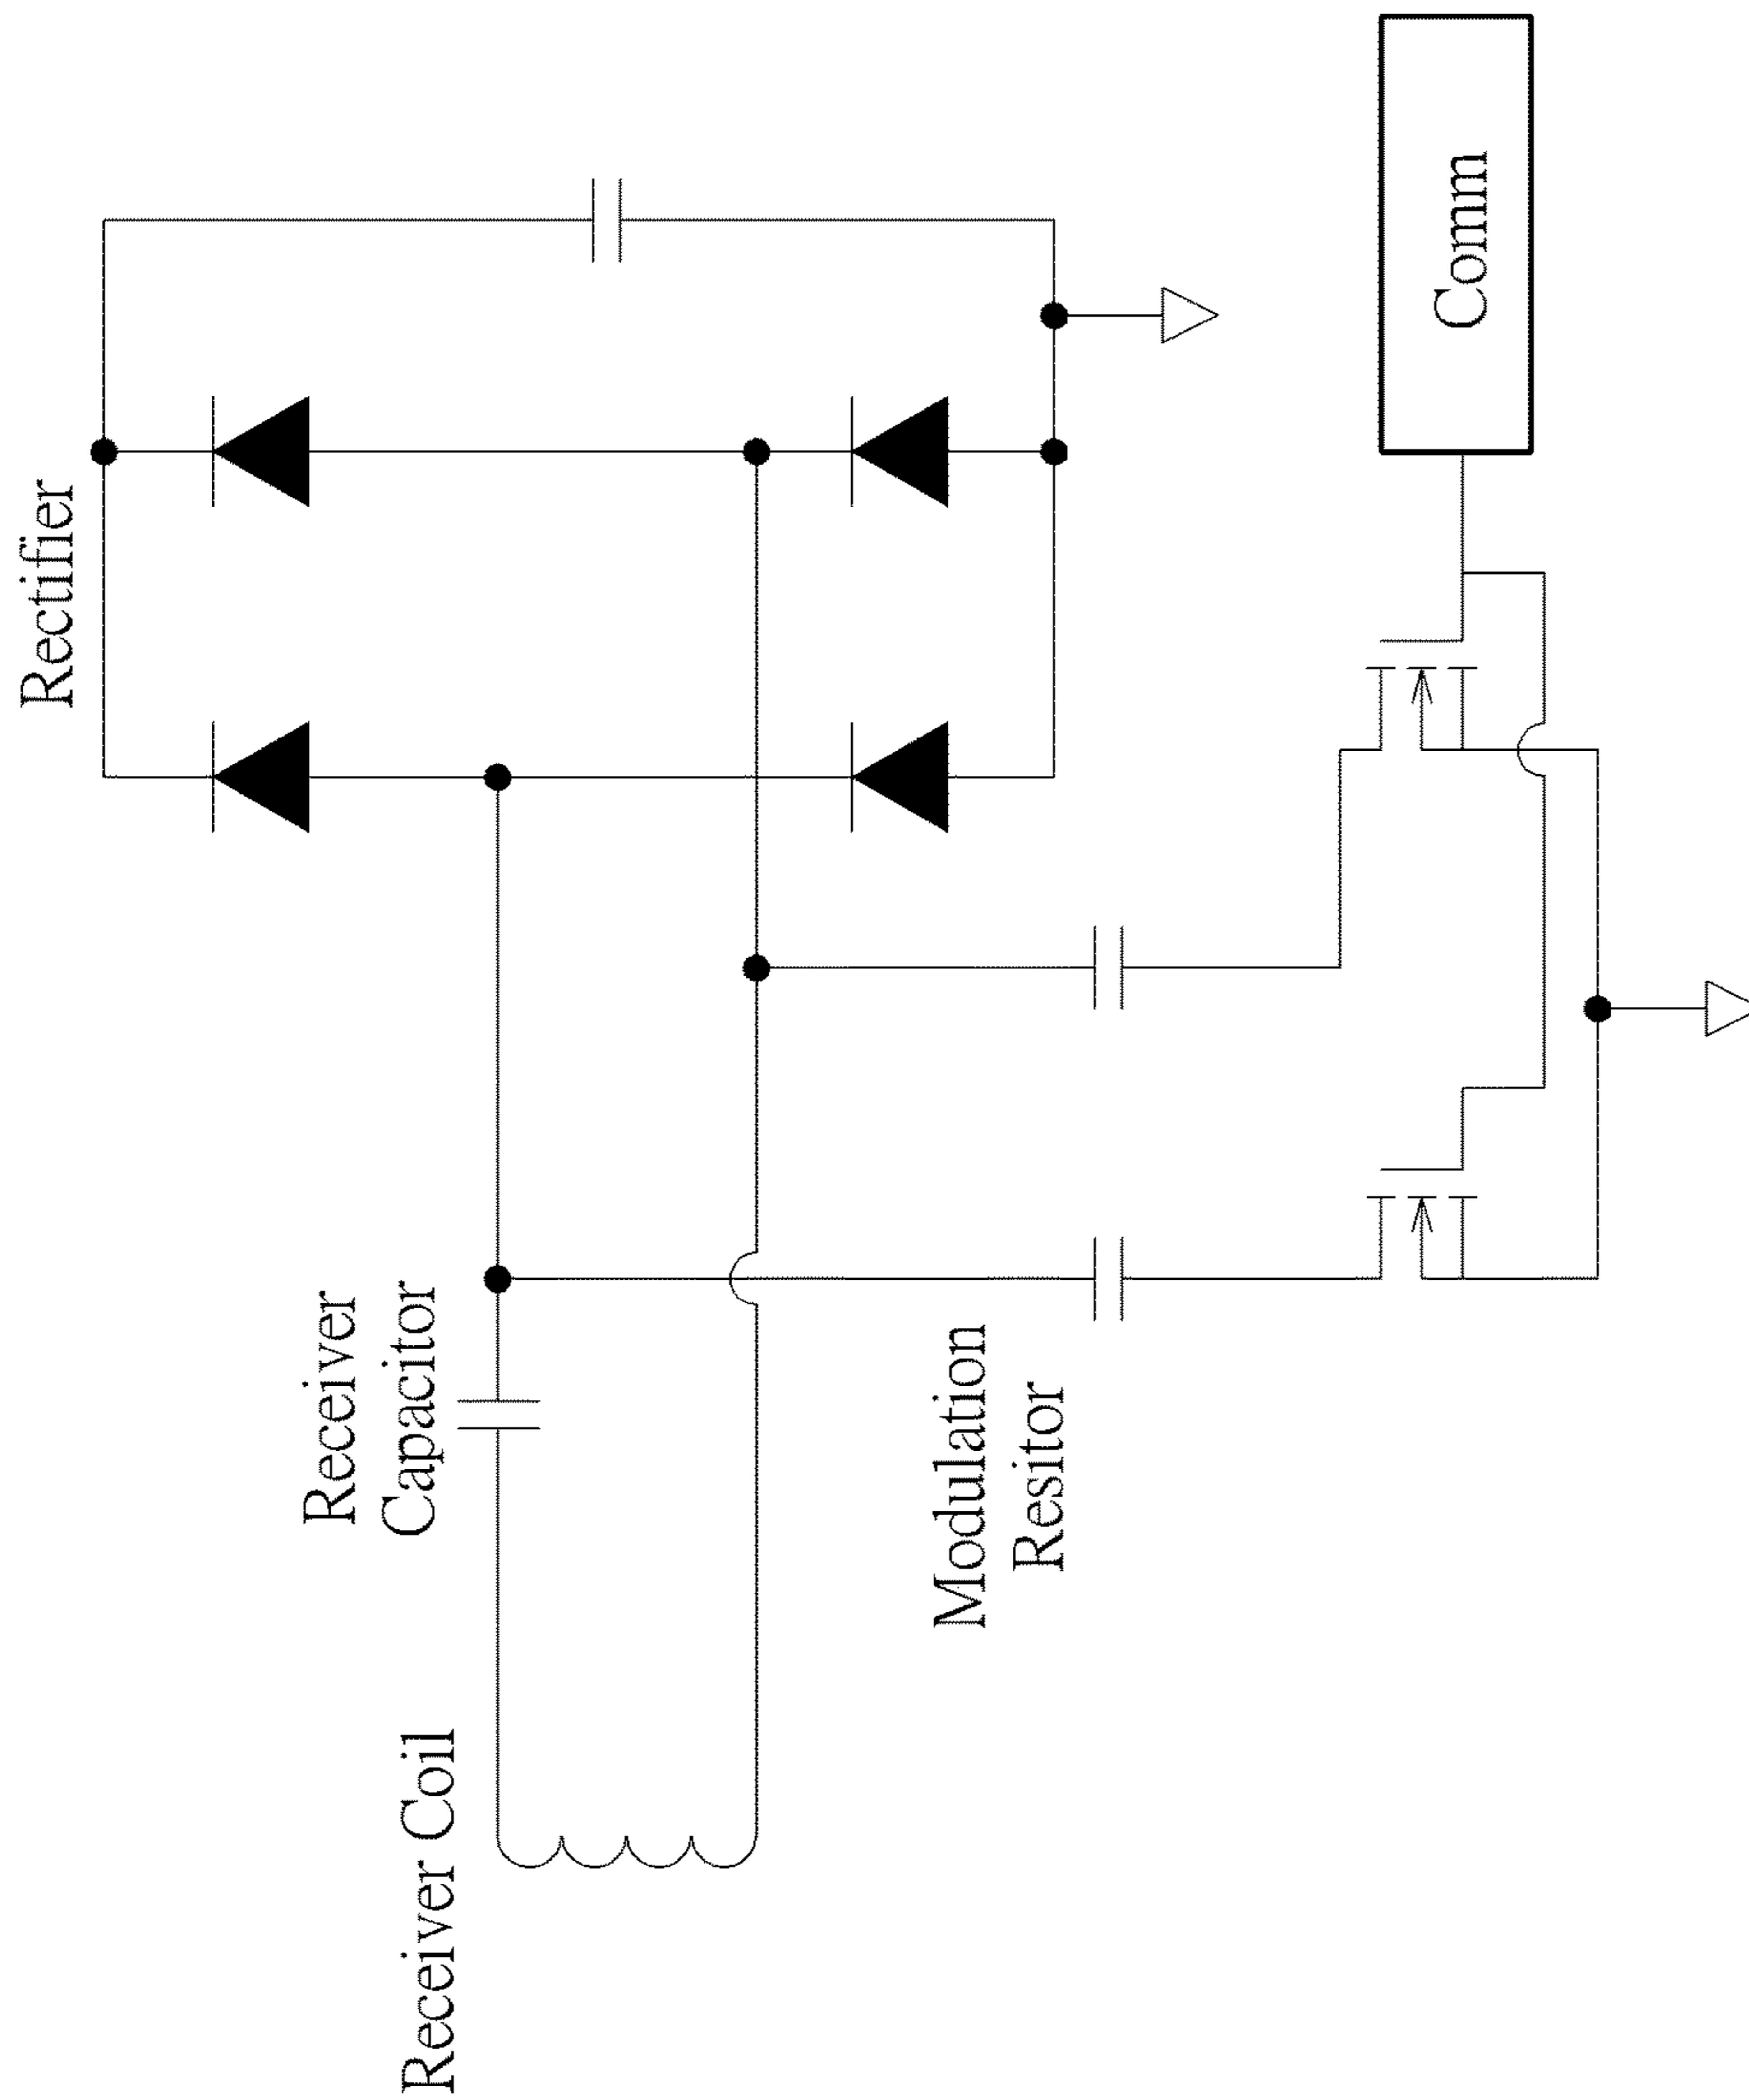 Receiver Coil
Receiver
Capacitor
Rectifier
Modulation
Resitor
Comm